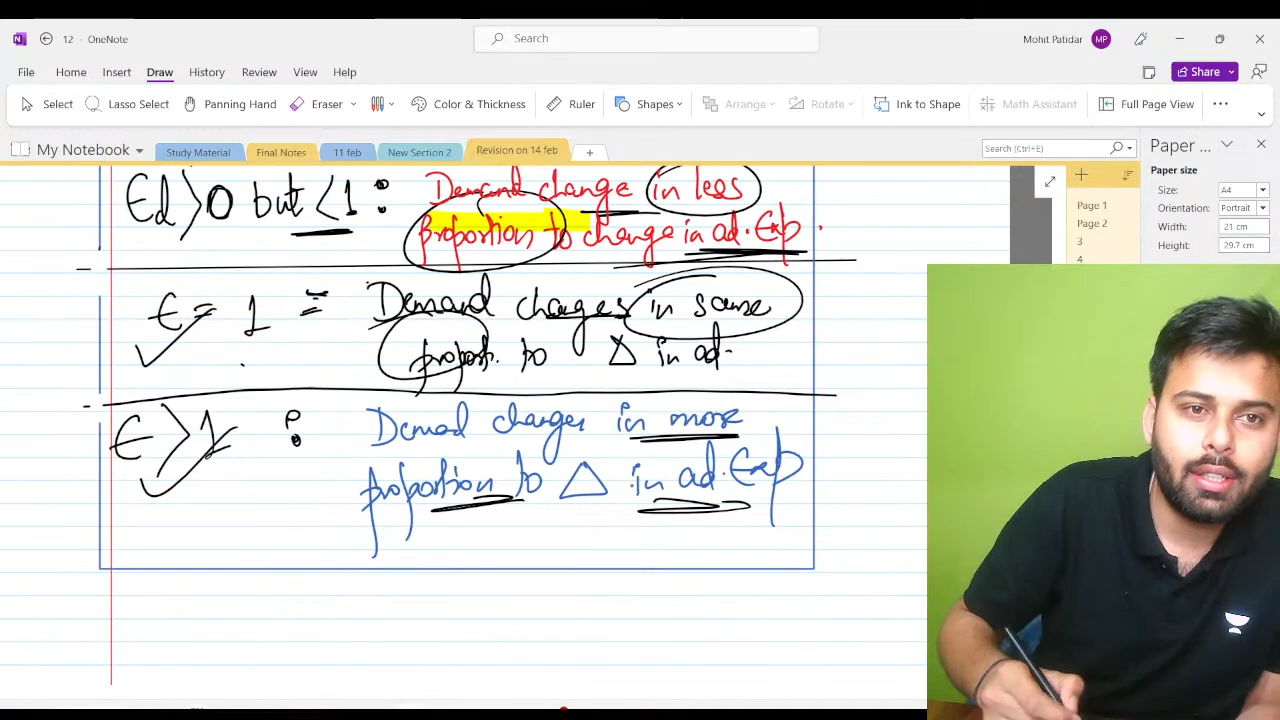 12 - OneNote
Search
Mohit Patidar MP
File Home Insert Draw History Review View Help
Share
Select Lasso Select Panning Hand Eraser Color & Thickness Ruler Shapes Arrange Rotate Ink to Shape Math Assistant Full Page View
My Notebook Study Material Final Notes 11 feb New Section 2 Revision on 14 feb
Search (Ctrl+E)
Paper
Paper size
Size: A4
Orientation: Portrait
Width: 21 cm
Height: 29.7 cm
Page 1
Page 2
3
4
Ed > 0 but < 1 : Demand change in less
proportion to change in ad. Exp.
E = 1 = Demand changes in same
proport. to Δ in ad.
E > 1 : Demad changes in more
proportion to Δ in ad. Exp